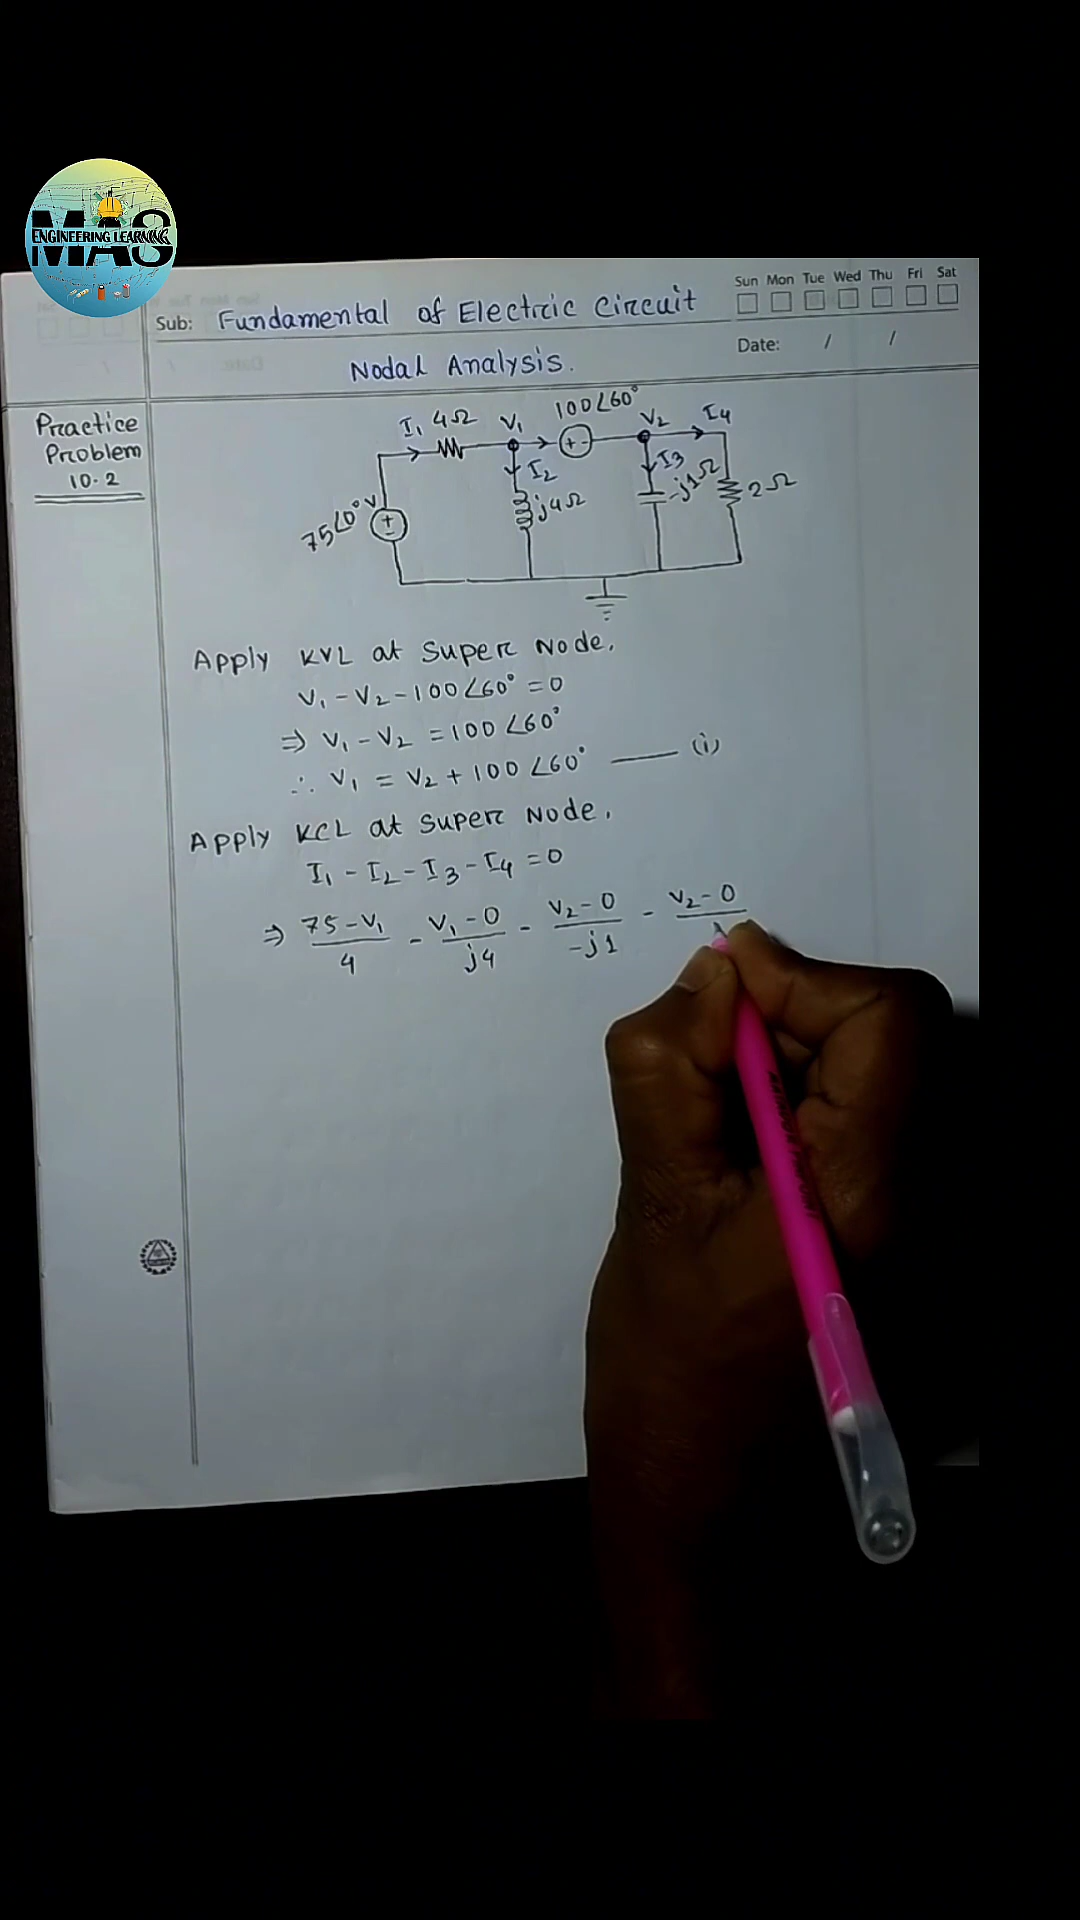 MAS
ENGINEERING LEARNING
Sun Mon Tue Wed Thu Fri Sat
Sub: Fundamental of Electric Circuit
Date: / /
Nodal Analysis.
Practice
Problem
10.2
I₁ 4Ω V₁ 100∠60° V₂ I₄
I₂ I₃
75∠0° V + - j4Ω -j1Ω 2Ω
Apply KVL at Super Node,
V₁ - V₂ - 100∠60° = 0
⇒ V₁ - V₂ = 100∠60°
∴ V₁ = V₂ + 100∠60° —— (i)
Apply KCL at Super Node,
I₁ - I₂ - I₃ - I₄ = 0
⇒ (75 - V₁)/4 - (V₁ - 0)/j4 - (V₂ - 0)/-j1 - (V₂ - 0)/